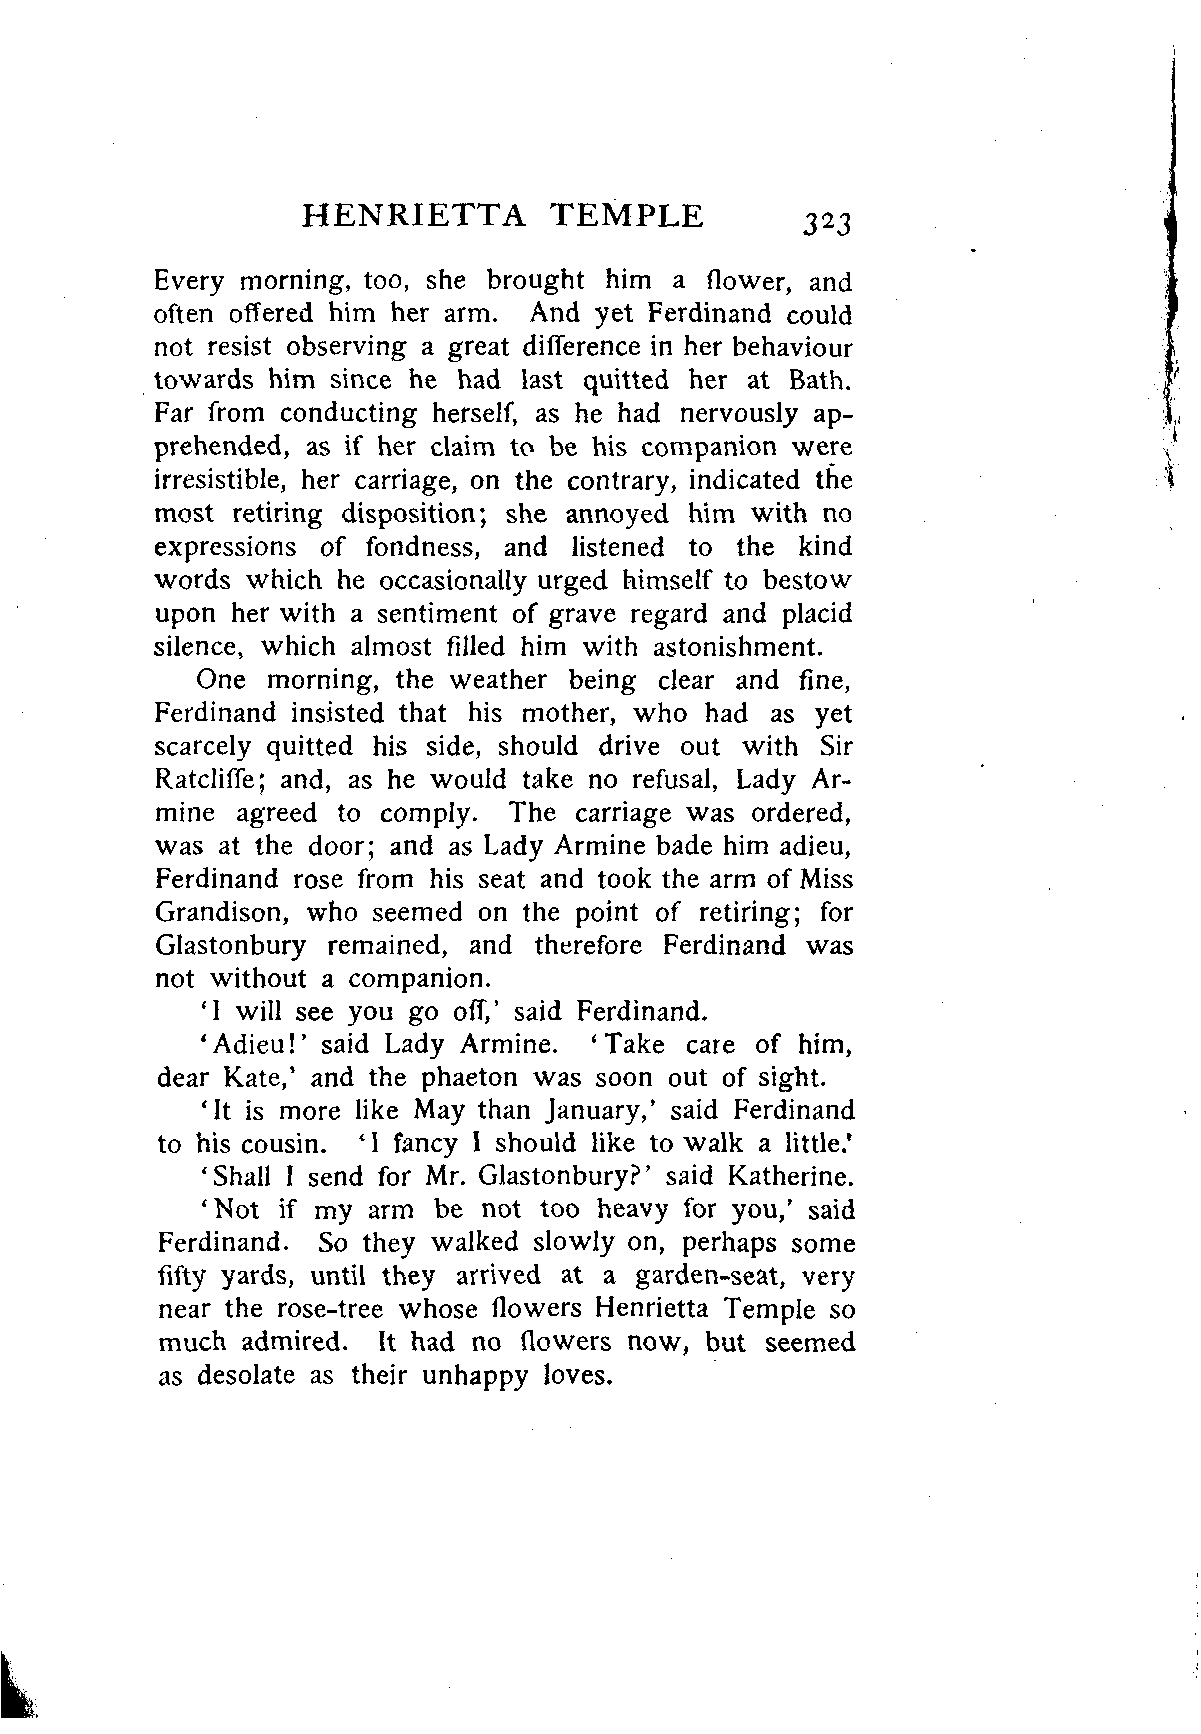 HENRIETTA TEMPLE 323
Every morning, too, she brought him a flower, and
often offered him her arm. And yet Ferdinand could
not resist observing a great difference in her behaviour
towards him since he had last quitted her at Bath.
Far from conducting herself, as he had nervously ap-
prehended, as if her claim to be his companion were
irresistible, her carriage, on the contrary, indicated the
most retiring disposition; she annoyed him with no
expressions of fondness, and listened to the kind
words which he occasionally urged himself to bestow
upon her with a sentiment of grave regard and placid
silence, which almost filled him with astonishment.
One morning, the weather being clear and fine,
Ferdinand insisted that his mother, who had as yet
scarcely quitted his side, should drive out with Sir
Ratcliffe; and, as he would take no refusal, Lady Ar-
mine agreed to comply. The carriage was ordered,
was at the door; and as Lady Armine bade him adieu,
Ferdinand rose from his seat and took the arm of Miss
Grandison, who seemed on the point of retiring; for
Glastonbury remained, and therefore Ferdinand was
not without a companion.
‘I will see you go off,’ said Ferdinand.
‘Adieu!’ said Lady Armine. ‘Take care of him,
dear Kate,’ and the phaeton was soon out of sight.
‘It is more like May than January,’ said Ferdinand
to his cousin. ‘I fancy I should like to walk a little.’
‘Shall I send for Mr. Glastonbury?’ said Katherine.
‘Not if my arm be not too heavy for you,’ said
Ferdinand. So they walked slowly on, perhaps some
fifty yards, until they arrived at a garden-seat, very
near the rose-tree whose flowers Henrietta Temple so
much admired. It had no flowers now, but seemed
as desolate as their unhappy loves.